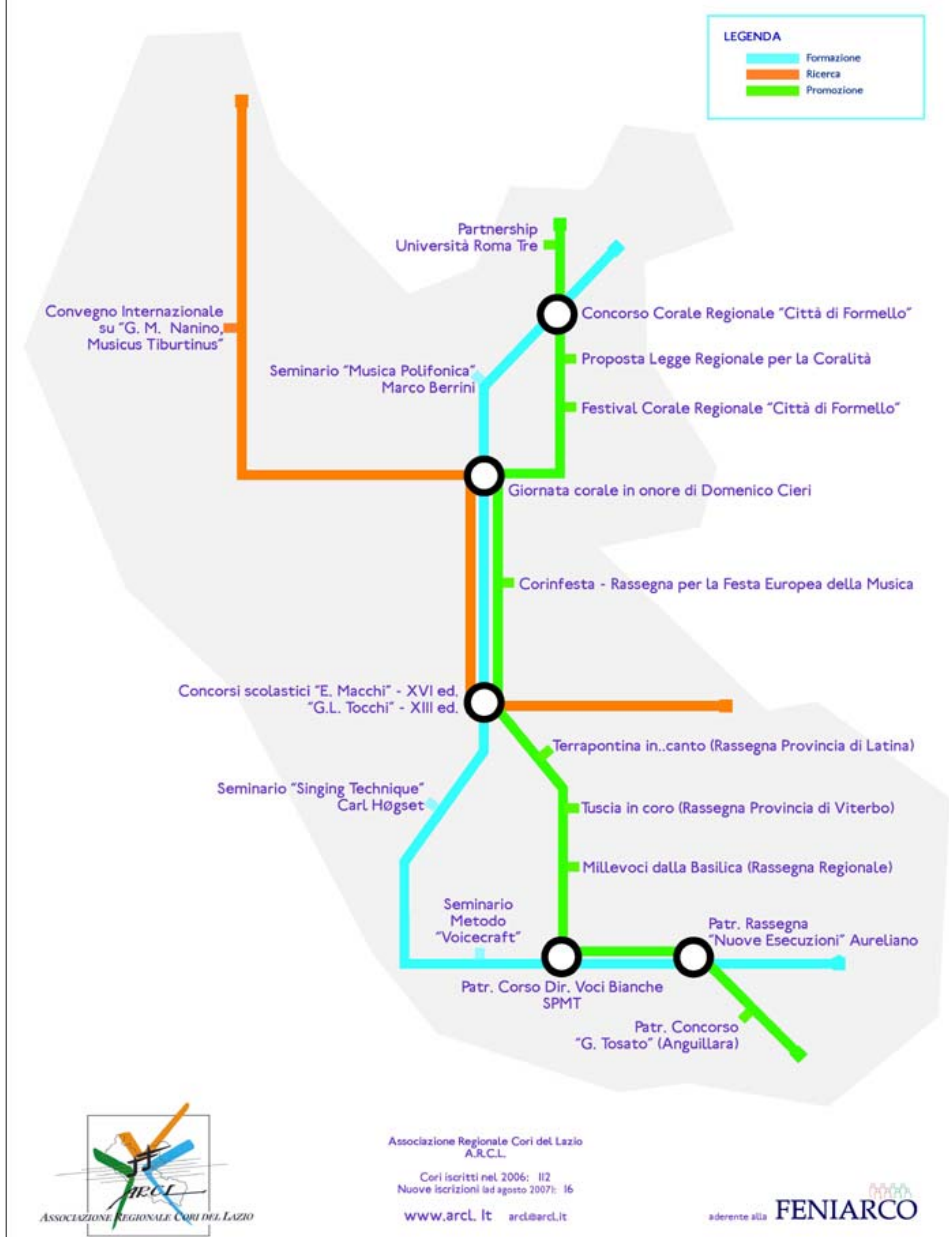 LEGENDA
Formazione
Ricerca
Promozione
Partnership
Università Roma Tre
Concorso Corale Regionale "Città di Formello"
Convegno Internazionale
su "G. M. Nanino,
Musicus Tiburtinus"
Proposta Legge Regionale per la Coralità
Seminario "Musica Polifonica"
Marco Berrini
Festival Corale Regionale "Città di Formello"
Giornata corale in onore di Domenico Cieri
Corinfesta - Rassegna per la Festa Europea della Musica
Concorsi scolastici "E. Macchi" - XVI ed.
"G.L. Tocchi" - XIII ed.
Terrapontina in..canto (Rassegna Provincia di Latina)
Seminario "Singing Technique"
Carl Høgset
Tuscia in coro (Rassegna Provincia di Viterbo)
Millevoci dalla Basilica (Rassegna Regionale)
Seminario
Metodo
"Voicecraft"
Patr. Rassegna
"Nuove Esecuzioni" Aureliano
Patr. Corso Dir. Voci Bianche
SPMT
Patr. Concorso
"G. Tosato" (Anguillara)
ARCL
ASSOCIAZIONE REGIONALE CORI DEL LAZIO
Associazione Regionale Cori del Lazio
A.R.C.L.
Cori iscritti nel 2006: 112
Nuove iscrizioni (ad agosto 2007): 16
www.arcl. It arcl@arcl.it
aderente alla FENIARCO